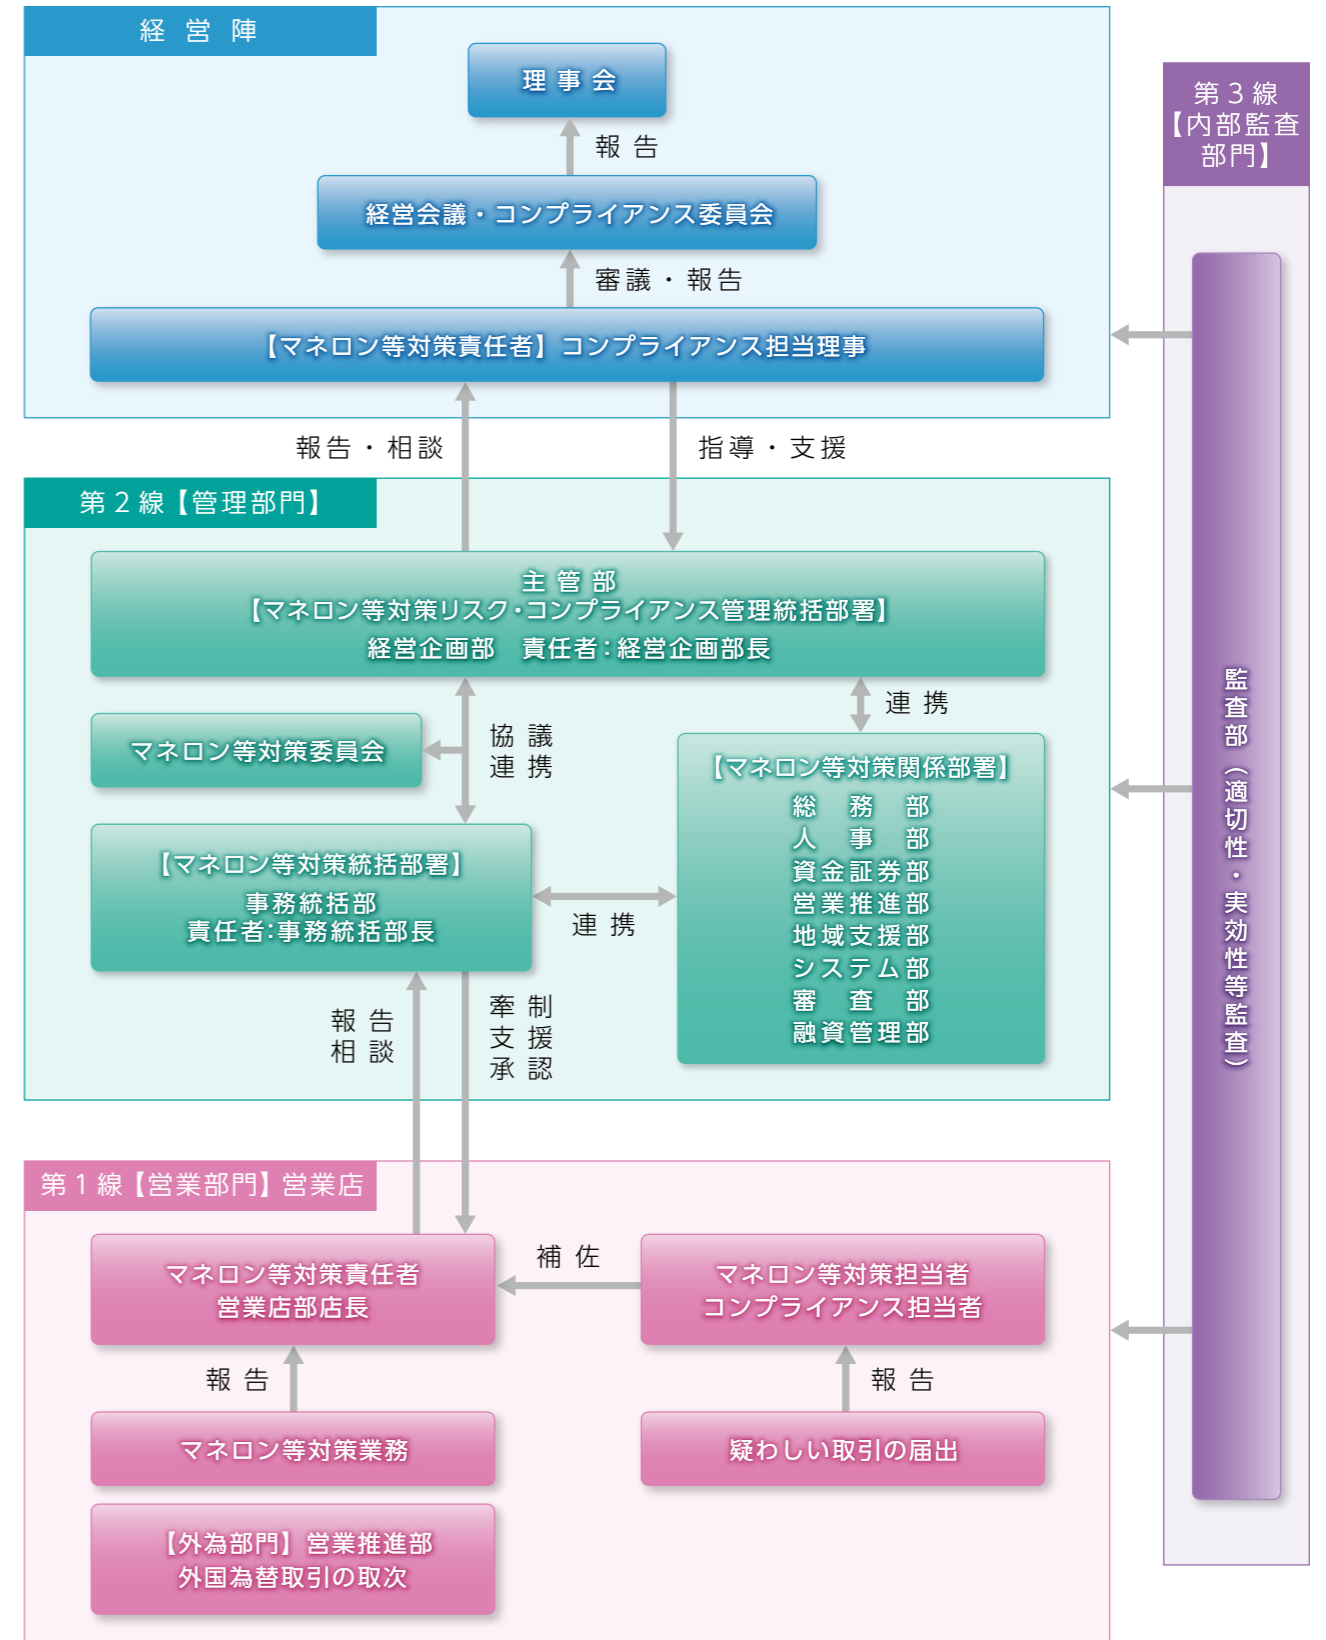 経営陣
理事会
報告
経営会議・コンプライアンス委員会
審議・報告
【マネロン等対策責任者】コンプライアンス担当理事
報告・相談
指導・支援
第2線【管理部門】
主管部
【マネロン等対策リスク・コンプライアンス管理統括部署】
経営企画部 責任者：経営企画部長
マネロン等対策委員会
協議
連携
連携
【マネロン等対策統括部署】
事務統括部
責任者：事務統括部長
連携
【マネロン等対策関係部署】
総務部
人事部
資金証券部
営業推進部
地域支援部
システム部
審査部
融資管理部
報告
相談
牽制
支援
承認
第1線【営業部門】営業店
マネロン等対策責任者
営業店部店長
補佐
マネロン等対策担当者
コンプライアンス担当者
報告
報告
マネロン等対策業務
疑わしい取引の届出
【外為部門】営業推進部
外国為替取引の取次
第3線
【内部監査
部門】
監査部（適切性・実効性等監査）